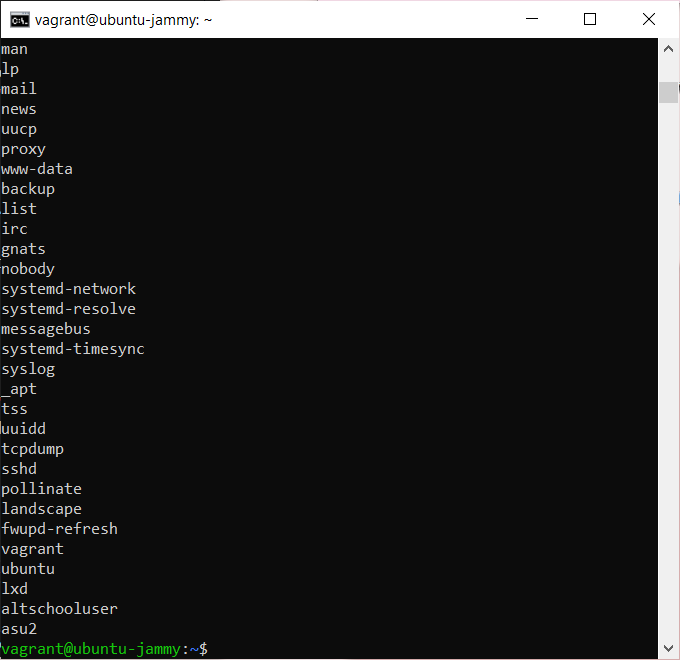 vagrant@ubuntu-jammy: ~
man
lp
mail
news
uucp
proxy
www-data
backup
list
irc
gnats
nobody
systemd-network
systemd-resolve
messagebus
systemd-timesync
syslog
_apt
tss
uuidd
tcpdump
sshd
pollinate
landscape
fwupd-refresh
vagrant
ubuntu
lxd
altschooluser
asu2
vagrant@ubuntu-jammy:~$